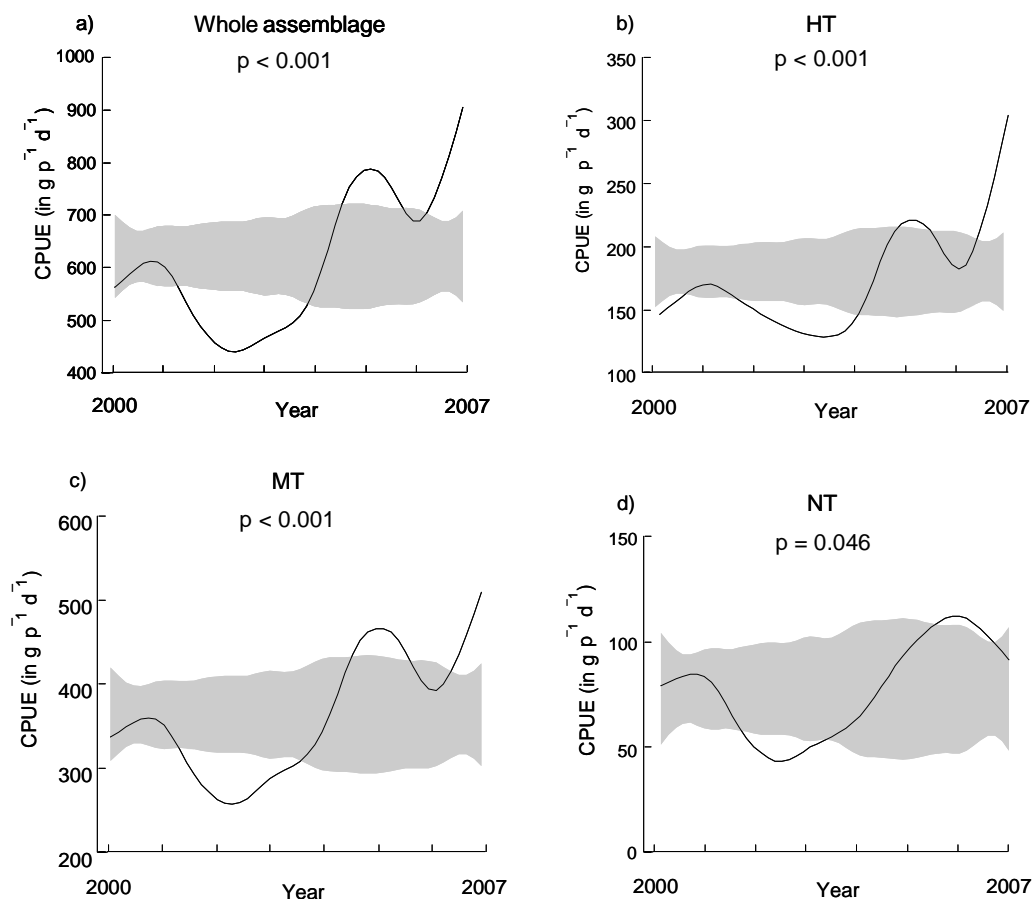 a)
Whole assemblage
p < 0.001
1000
900
800
700
600
500
400
CPUE (in g p⁻¹ d⁻¹)
2000
Year
2007
b)
HT
p < 0.001
350
300
250
200
150
100
CPUE (in g p⁻¹ d⁻¹)
2000
Year
2007
c)
MT
p < 0.001
600
500
400
300
200
CPUE (in g p⁻¹ d⁻¹)
2000
Year
2007
d)
NT
p = 0.046
150
100
50
0
CPUE (in g p⁻¹ d⁻¹)
2000
Year
2007